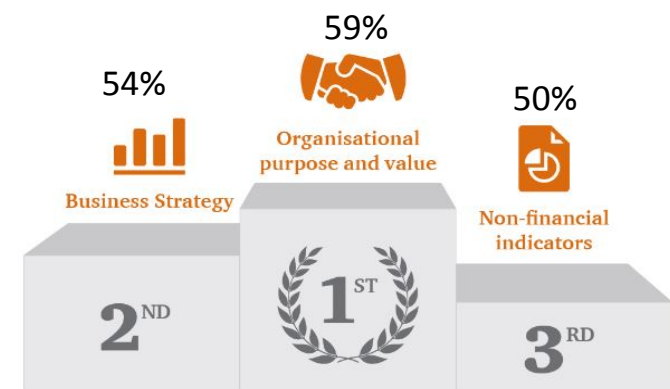 59%
54%
50%
Organisational
purpose and value
Business Strategy
Non-financial
indicators
1ST
2ND
3RD